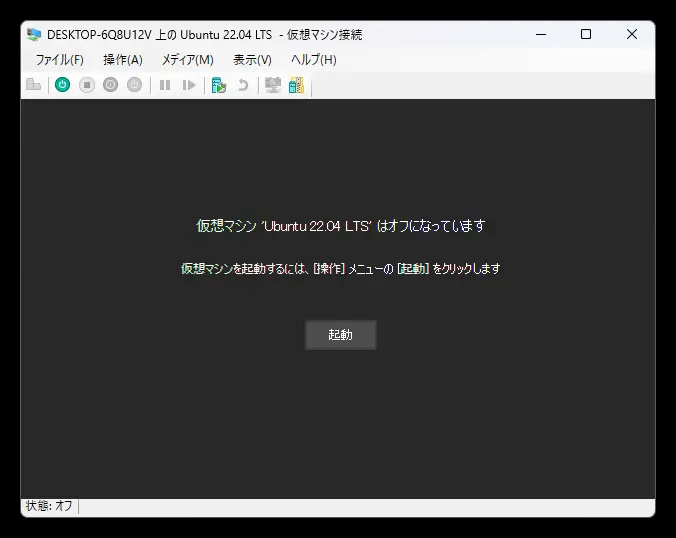 DESKTOP-6Q8U12V 上の Ubuntu 22.04 LTS - 仮想マシン接続
ファイル(F) 操作(A) メディア(M) 表示(V) ヘルプ(H)
仮想マシン 'Ubuntu 22.04 LTS' はオフになっています
仮想マシンを起動するには、[操作] メニューの [起動] をクリックします
起動
状態: オフ